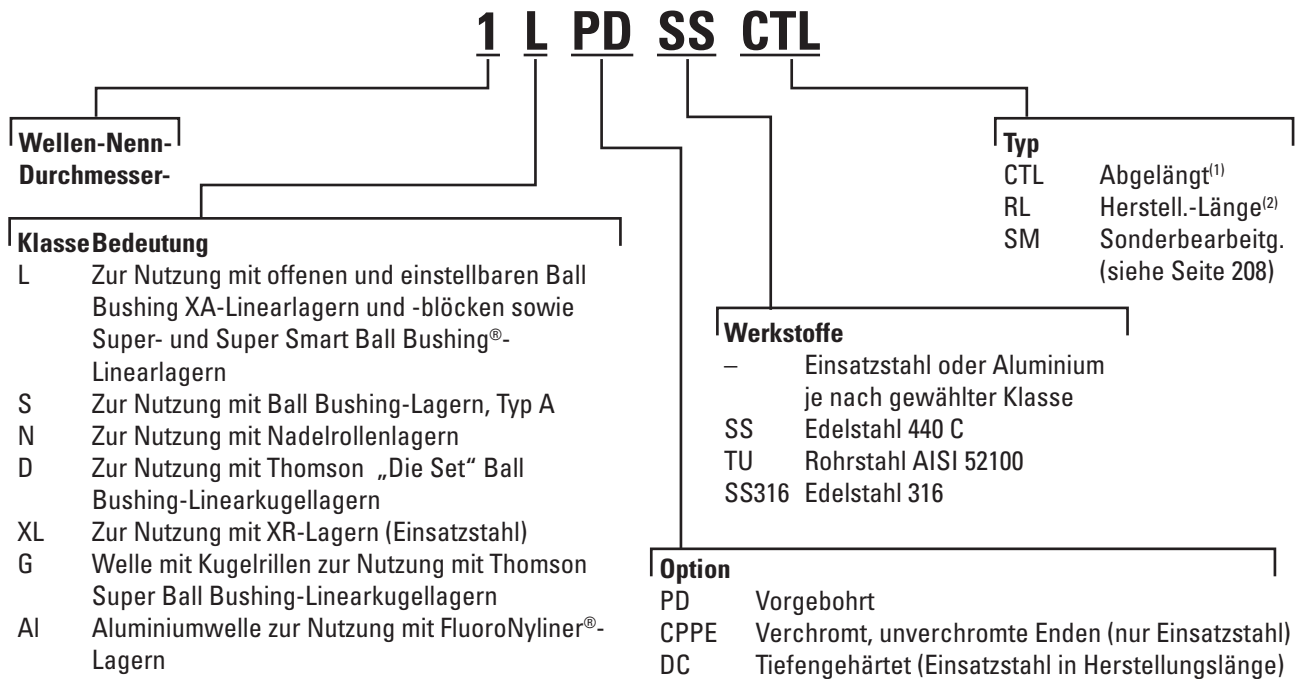 1 L PD SS CTL
Wellen-Nenn-
Durchmesser-
Klasse Bedeutung
L Zur Nutzung mit offenen und einstellbaren Ball
Bushing XA-Linearlagern und -blöcken sowie
Super- und Super Smart Ball Bushing®-
Linearlagern
S Zur Nutzung mit Ball Bushing-Lagern, Typ A
N Zur Nutzung mit Nadelrollenlagern
D Zur Nutzung mit Thomson „Die Set“ Ball
Bushing-Linearkugellagern
XL Zur Nutzung mit XR-Lagern (Einsatzstahl)
G Welle mit Kugelrillen zur Nutzung mit Thomson
Super Ball Bushing-Linearkugellagern
Al Aluminiumwelle zur Nutzung mit FluoroNyliner®-
Lagern
Typ
CTL Abgelängt(1)
RL Herstell.-Länge(2)
SM Sonderbearbeitg.
(siehe Seite 208)
Werkstoffe
– Einsatzstahl oder Aluminium
je nach gewählter Klasse
SS Edelstahl 440 C
TU Rohrstahl AISI 52100
SS316 Edelstahl 316
Option
PD Vorgebohrt
CPPE Verchromt, unverchromte Enden (nur Einsatzstahl)
DC Tiefengehärtet (Einsatzstahl in Herstellungslänge)